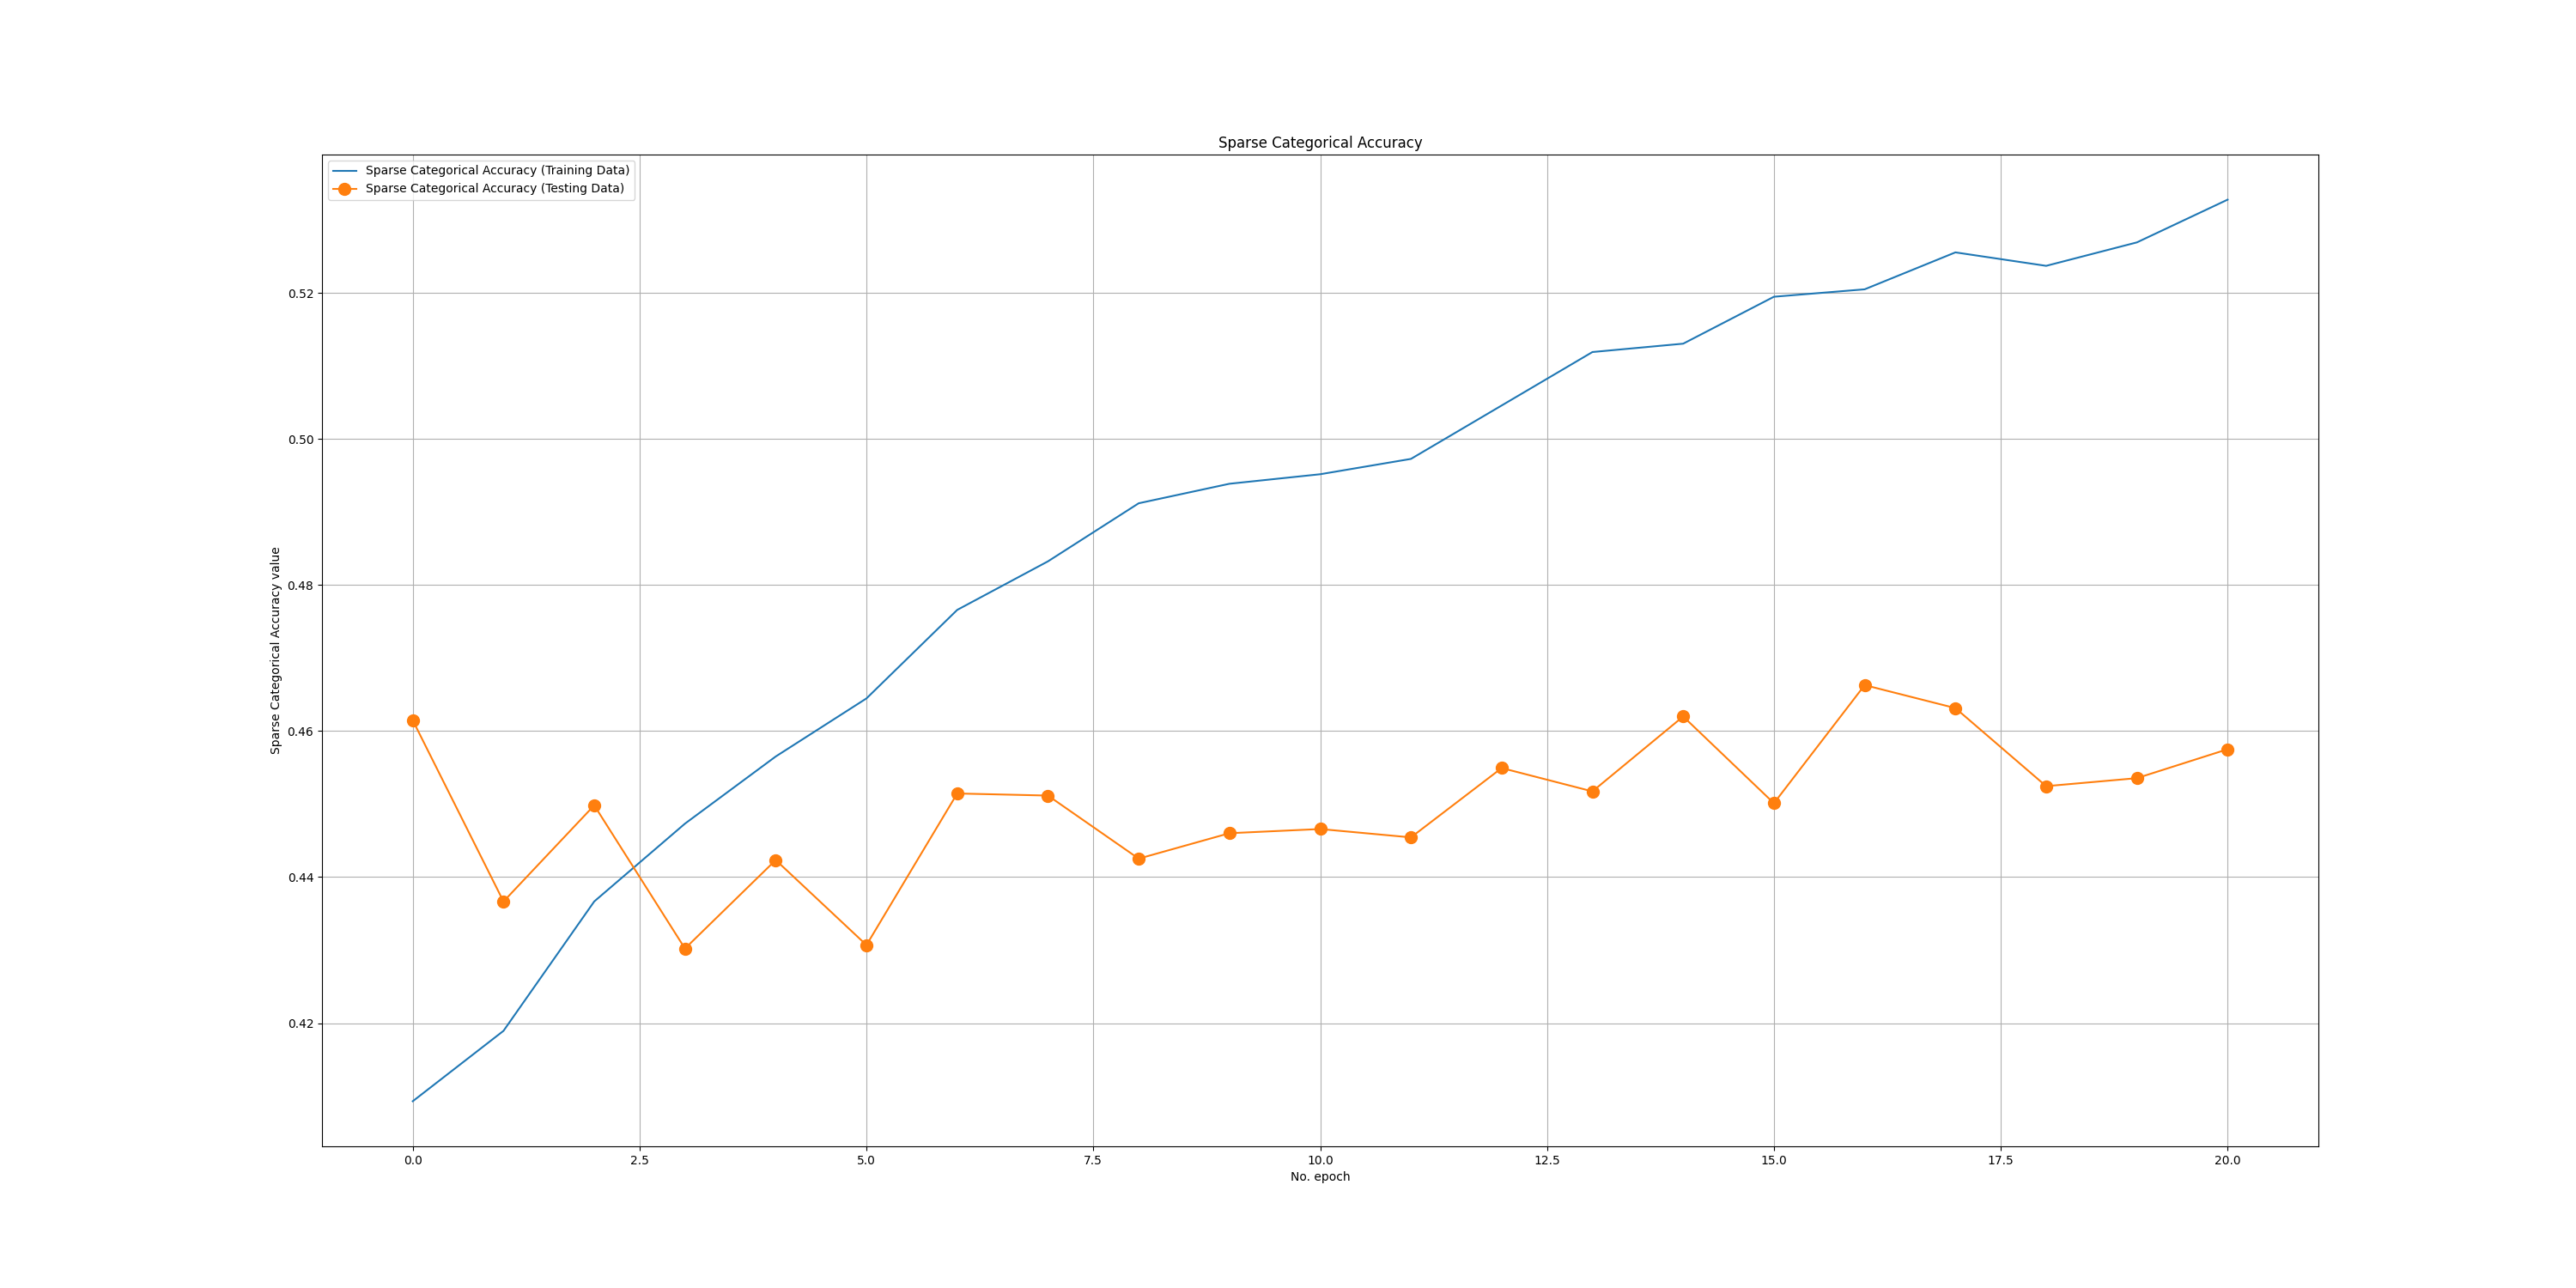 Sparse Categorical Accuracy
Sparse Categorical Accuracy (Training Data)
Sparse Categorical Accuracy (Testing Data)
Sparse Categorical Accuracy value
0.52
0.50
0.48
0.46
0.44
0.42
0.0 2.5 5.0 7.5 10.0 12.5 15.0 17.5 20.0
No. epoch